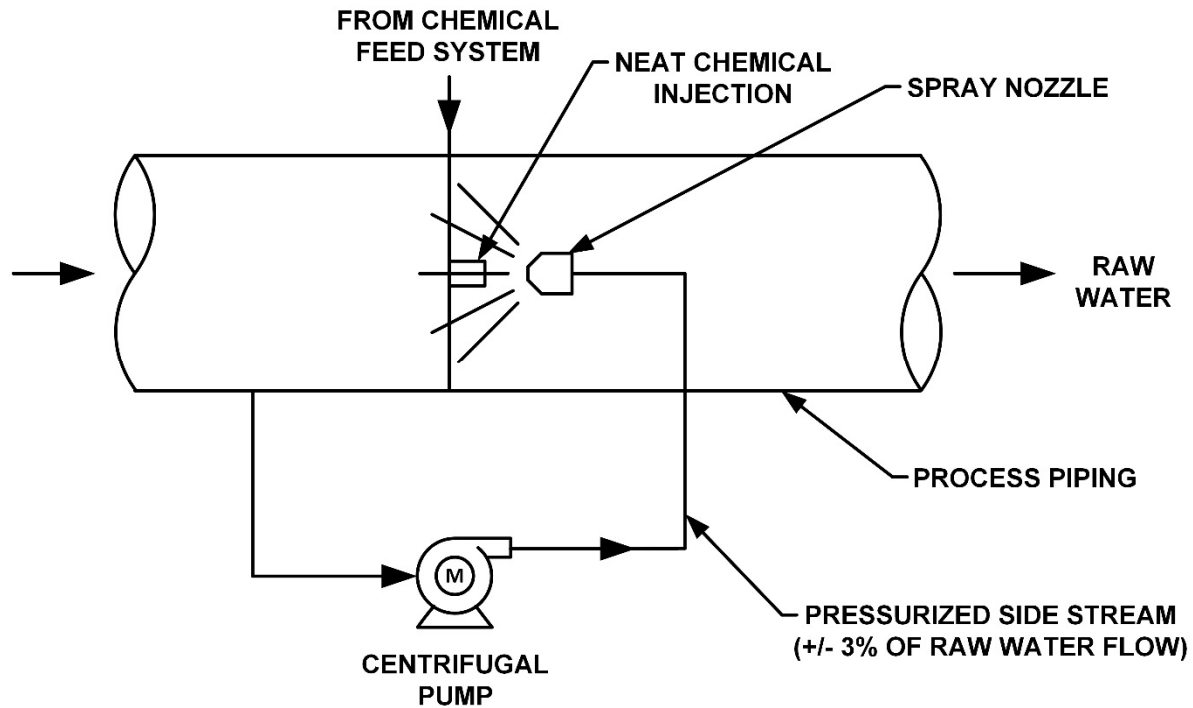 FROM CHEMICAL
FEED SYSTEM
NEAT CHEMICAL
INJECTION
SPRAY NOZZLE
RAW
WATER
PROCESS PIPING
M
PRESSURIZED SIDE STREAM
(+/- 3% OF RAW WATER FLOW)
CENTRIFUGAL
PUMP